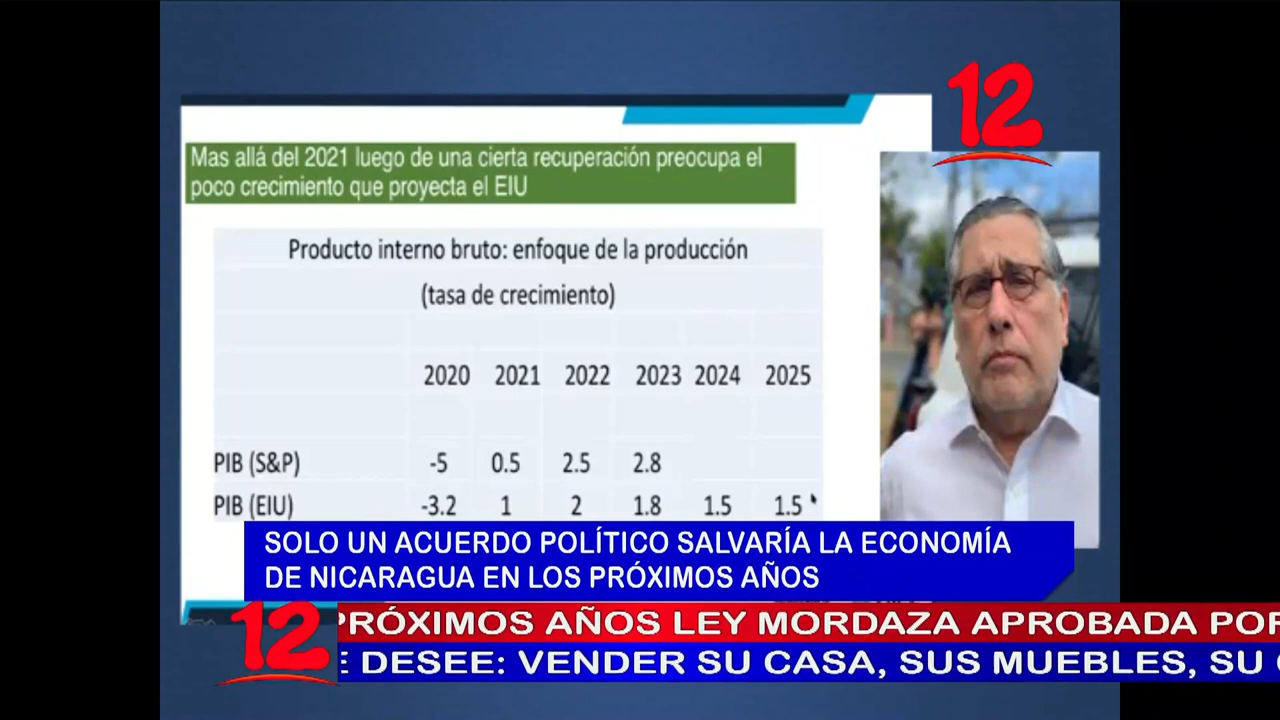 12
Mas allá del 2021 luego de una cierta recuperación preocupa el
poco crecimiento que proyecta el EIU
Producto interno bruto: enfoque de la producción
(tasa de crecimiento)
2020 2021 2022 2023 2024 2025
PIB (S&P) -5 0.5 2.5 2.8
PIB (EIU) -3.2 1 2 1.8 1.5 1.5
SOLO UN ACUERDO POLÍTICO SALVARÍA LA ECONOMÍA
DE NICARAGUA EN LOS PRÓXIMOS AÑOS
12
PRÓXIMOS AÑOS LEY MORDAZA APROBADA POR
E DESEE: VENDER SU CASA, SUS MUEBLES, SU